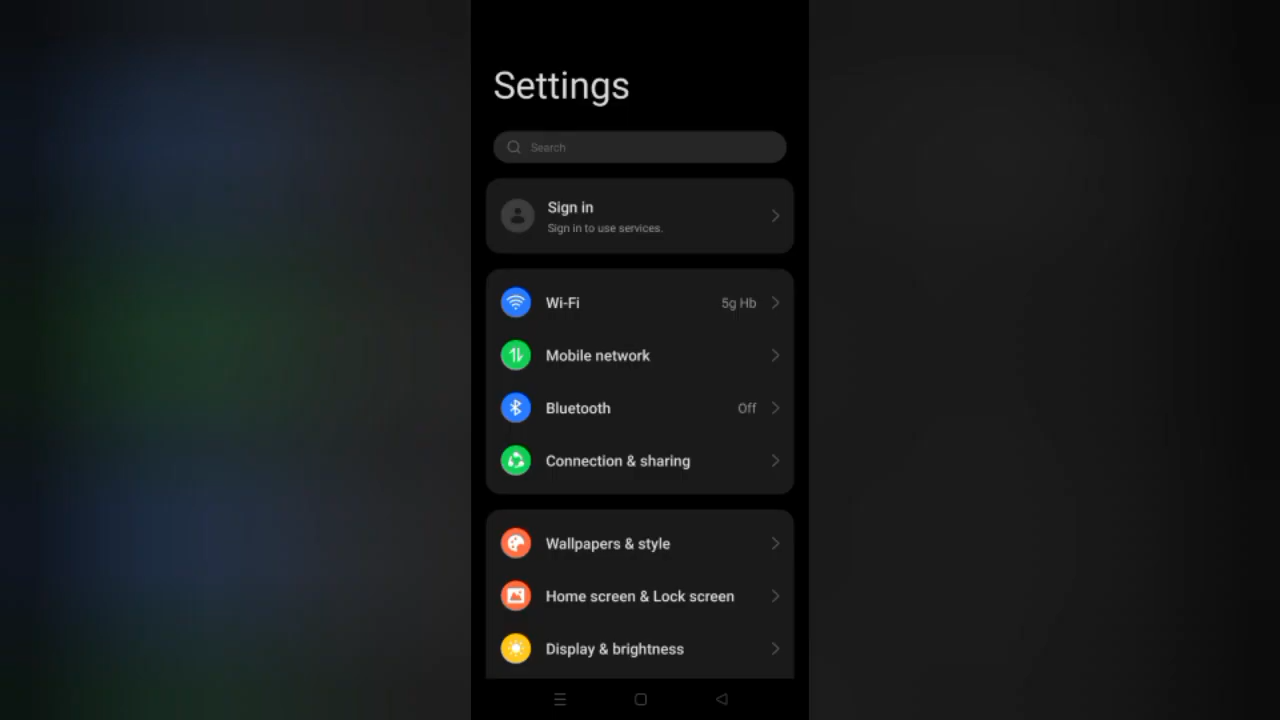 Settings
Search
Sign in
Sign in to use services.
Wi-Fi 5g Hb
Mobile network
Bluetooth Off
Connection & sharing
Wallpapers & style
Home screen & Lock screen
Display & brightness